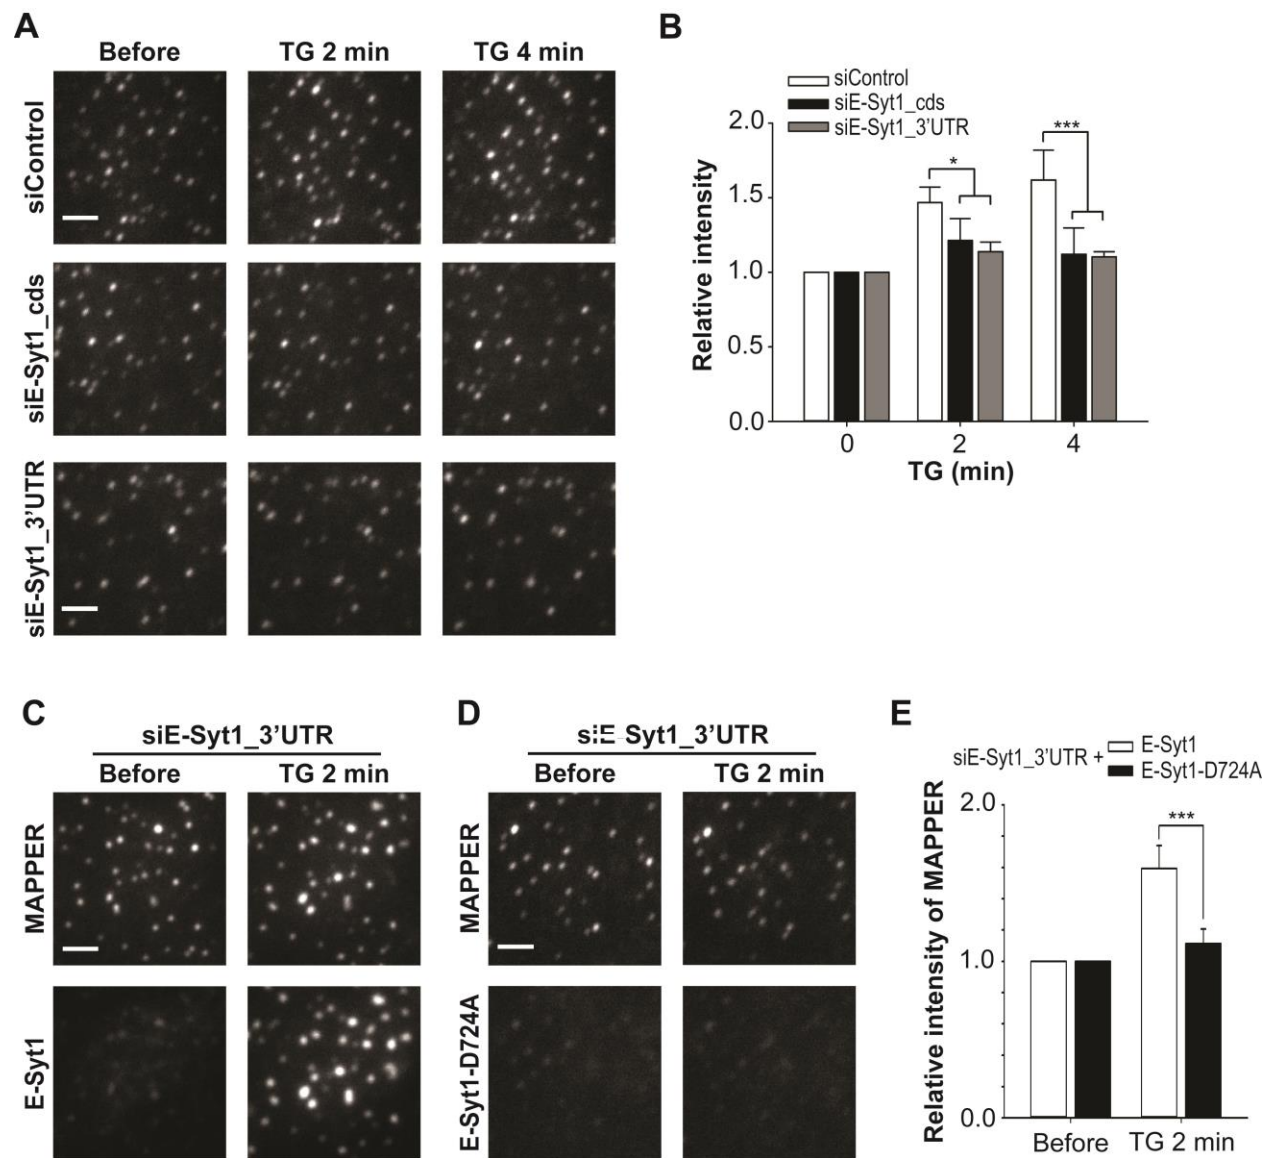 A
Before
TG 2 min
TG 4 min
siControl
siE-Syt1_cds
siE-Syt1_3'UTR
B
siControl
siE-Syt1_cds
siE-Syt1_3'UTR
2.0
1.5
1.0
0.5
0.0
Relative intensity
*
***
0
2
4
TG (min)
C
siE-Syt1_3'UTR
Before
TG 2 min
MAPPER
E-Syt1
D
siE-Syt1_3'UTR
Before
TG 2 min
MAPPER
E-Syt1-D724A
E
siE-Syt1_3'UTR +
E-Syt1
E-Syt1-D724A
2.0
1.0
0.0
Relative intensity of MAPPER
***
Before
TG 2 min